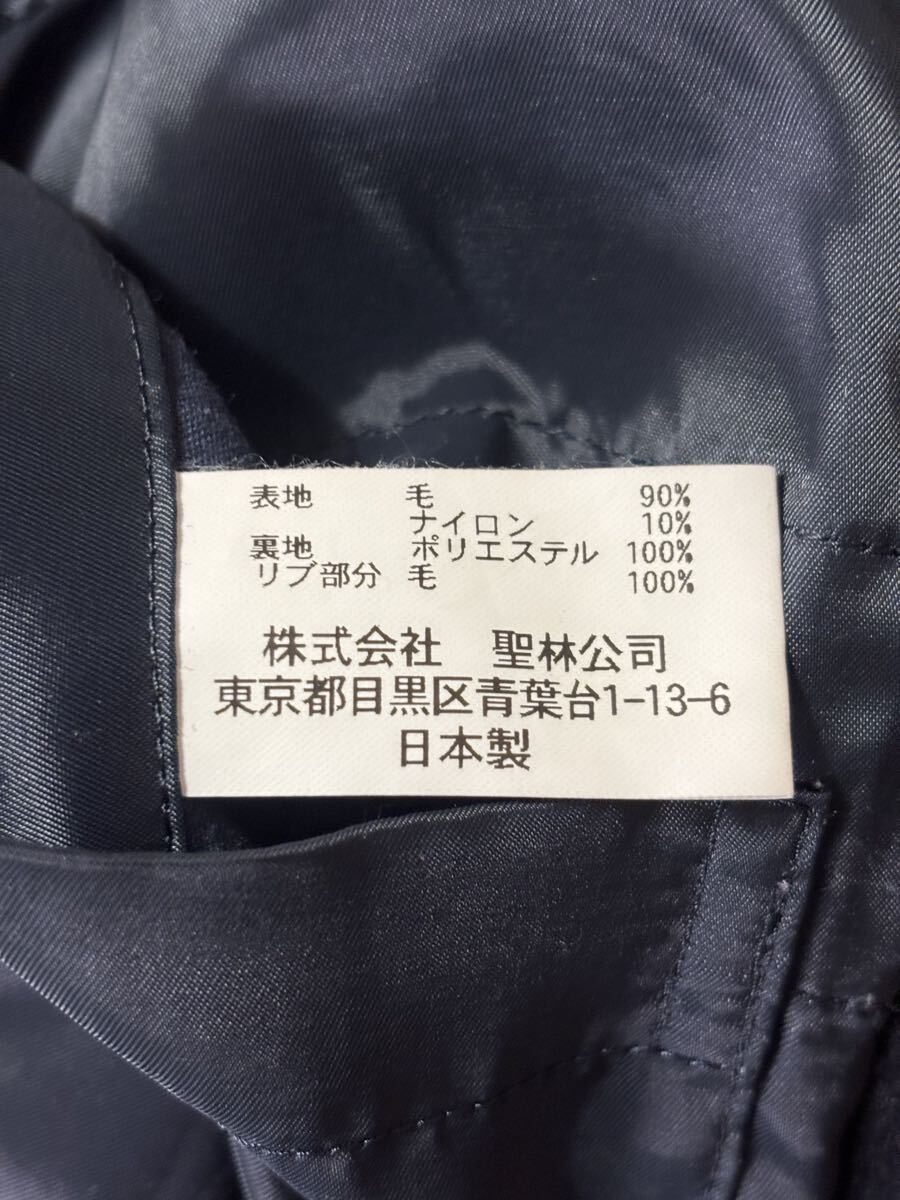 表地 毛 90%
ナイロン 10%
裏地 ポリエステル 100%
リブ部分 毛 100%
株式会社 聖林公司
東京都目黒区青葉台1-13-6
日本製